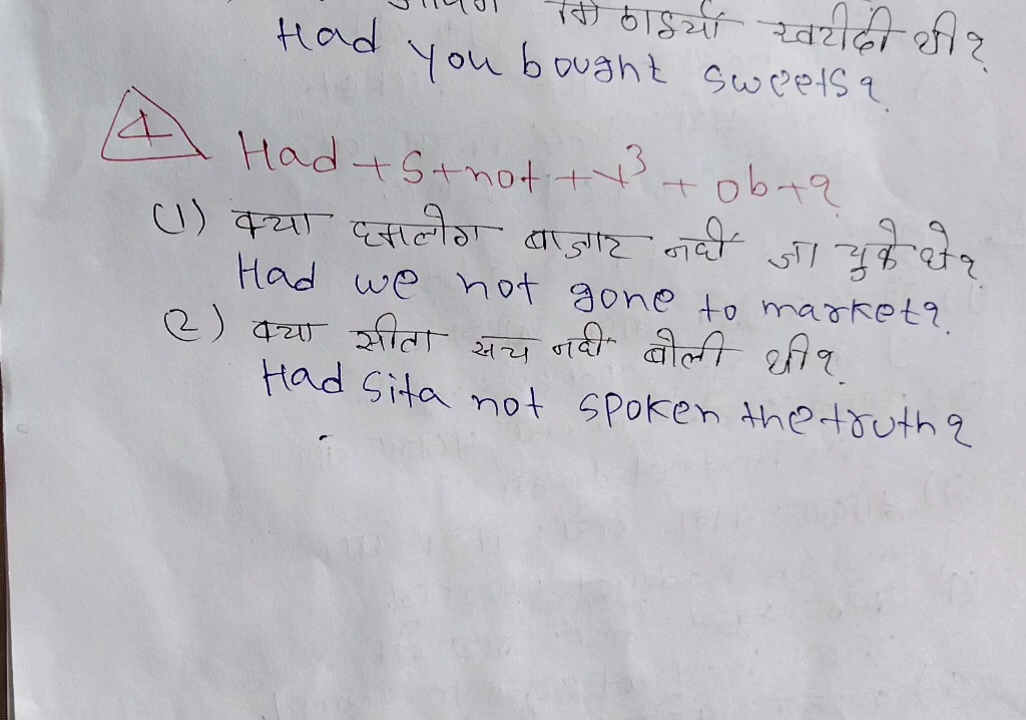 मिठाइयाँ खरीदी थी?
Had you bought sweets?
4 Had + S + not + v³ + ob + ?
(1) क्या हमलोग बाजार नहीं जा चुके थे?
Had we not gone to market?
(2) क्या सीता सच नहीं बोली थी?
Had Sita not spoken the truth?